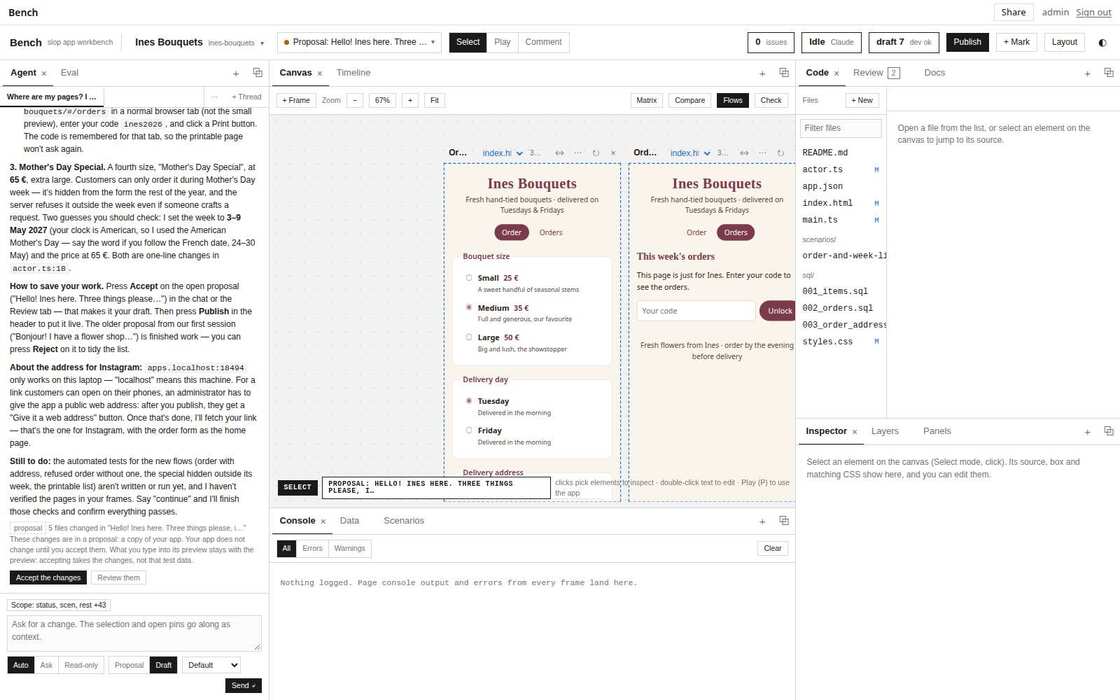 Bench
Share
admin
Sign out
Bench slop app workbench
Ines Bouquets ines-bouquets
Proposal: Hello! Ines here. Three …
Select
Play
Comment
0 issues
Idle Claude
draft 7 dev ok
Publish
+ Mark
Layout
Agent ×
Eval
+
Where are my pages? I …
···
+ Thread
bouquets/#/orders in a normal browser tab (not the small
preview), enter your code ines2026, and click a Print button.
The code is remembered for that tab, so the printable page
won't ask again.
3. Mother's Day Special. A fourth size, "Mother's Day Special", at
65 €, extra large. Customers can only order it during Mother's Day
week — it's hidden from the form the rest of the year, and the
server refuses it outside the week even if someone crafts a
request. Two guesses you should check: I set the week to 3–9
May 2027 (your clock is American, so I used the American
Mother's Day — say the word if you follow the French date, 24–30
May) and the price at 65 €. Both are one-line changes in
actor.ts:18.
How to save your work. Press Accept on the open proposal
("Hello! Ines here. Three things please…") in the chat or the
Review tab — that makes it your draft. Then press Publish in the
header to put it live. The older proposal from our first session
("Bonjour! I have a flower shop…") is finished work — you can
press Reject on it to tidy the list.
About the address for Instagram: apps.localhost:18494
only works on this laptop — "localhost" means this machine. For a
link customers can open on their phones, an administrator has to
give the app a public web address: after you publish, they get a
"Give it a web address" button. Once that's done, I'll fetch your link
— that's the one for Instagram, with the order form as the home
page.
Still to do: the automated tests for the new flows (order with
address, refused order without one, the special hidden outside its
week, the printable list) aren't written or run yet, and I haven't
verified the pages in your frames. Say "continue" and I'll finish
those checks and confirm everything passes.
proposal 5 files changed in "Hello! Ines here. Three things please, i…"
These changes are in a proposal: a copy of your app. Your app does
not change until you accept them. What you type into its preview stays with the
preview: accepting takes the changes, not that test data.
Accept the changes
Review them
Scope: status, scen, rest +43
Ask for a change. The selection and open pins go along as
context.
Auto
Ask
Read-only
Proposal
Draft
Default
Send
Canvas ×
Timeline
+
+ Frame
Zoom
−
67%
+
Fit
Matrix
Compare
Flows
Check
Or…
index.h
3…
···
×
Ines Bouquets
Fresh hand-tied bouquets · delivered on
Tuesdays & Fridays
Order
Orders
Bouquet size
Small 25 €
A sweet handful of seasonal stems
Medium 35 €
Full and generous, our favourite
Large 50 €
Big and lush, the showstopper
Delivery day
Tuesday
Delivered in the morning
Friday
Delivered in the morning
Delivery address
Ord…
index.h
3…
···
×
Ines Bouquets
Fresh hand-tied bouquets · delivered on
Tuesdays & Fridays
Order
Orders
This week's orders
This page is just for Ines. Enter your code to
see the orders.
Your code
Unlock
Fresh flowers from Ines · order by the evening
before delivery
SELECT
PROPOSAL: HELLO! INES HERE. THREE THINGS
PLEASE, I…
clicks pick elements to inspect · double-click text to edit · Play (P) to use
the app
Console ×
Data
Scenarios
+
All
Errors
Warnings
Clear
Nothing logged. Page console output and errors from every frame land here.
Code ×
Review 2
Docs
+
Files
+ New
Filter files
README.md
actor.ts M
app.json
index.html M
main.ts M
scenarios/
order-and-week-li
sql/
001_items.sql
002_orders.sql
003_order_address
styles.css M
Open a file from the list, or select an element on the
canvas to jump to its source.
Inspector ×
Layers
Panels
+
Select an element on the canvas (Select mode, click). Its source, box and
matching CSS show here, and you can edit them.